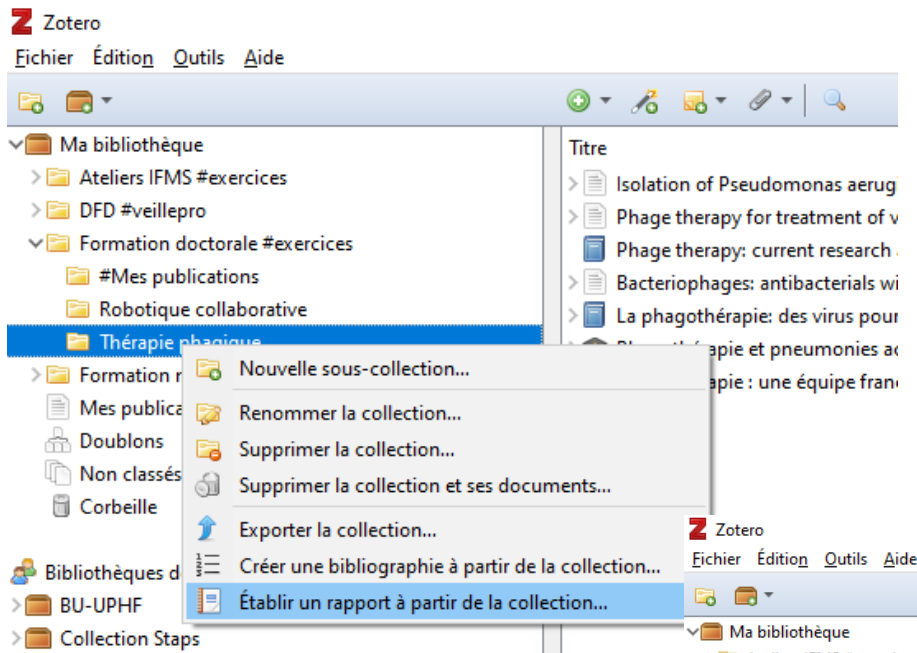 Zotero
Fichier Édition Outils Aide
Ma bibliothèque
Ateliers IFMS #exercices
DFD #veillepro
Formation doctorale #exercices
#Mes publications
Robotique collaborative
Thérapie phagique
Formation
Mes publica
Doublons
Non classés
Corbeille
Bibliothèques d
BU-UPHF
Collection Staps
Titre
Isolation of Pseudomonas aerug
Phage therapy for treatment of v
Phage therapy: current research
Bacteriophages: antibacterials wi
La phagothérapie: des virus pour
apie et pneumonies ac
apie : une équipe fran
Nouvelle sous-collection...
Renommer la collection...
Supprimer la collection...
Supprimer la collection et ses documents...
Exporter la collection...
Créer une bibliographie à partir de la collection...
Établir un rapport à partir de la collection...
Zotero
Fichier Édition Outils Aide
Ma bibliothèque